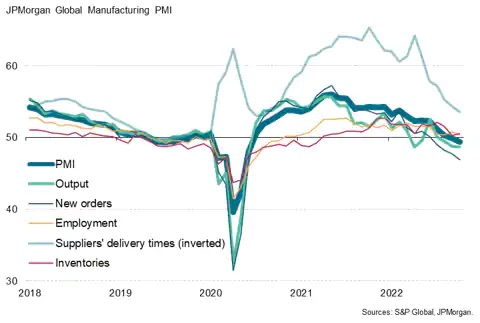 JPMorgan Global Manufacturing PMI
60
50
PMI
Output
New orders
40
Employment
Suppliers' delivery times (inverted)
Inventories
30
2018 2019 2020 2021 2022
Sources: S&P Global, JPMorgan.